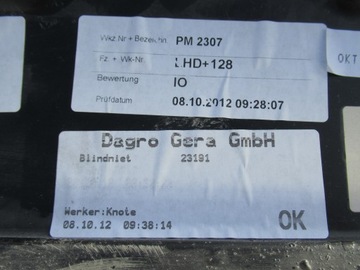 Wkz Nr + Bezeichn. PM 2307
OKT
Fz. + Wk-Nr. LHD+128
Bewertung IO
Prüfdatum 08.10.2012 09:28:07
Dagro Gera GmbH
Blindniet 23191
Werker:Knote
08.10.12 09:38:14 OK